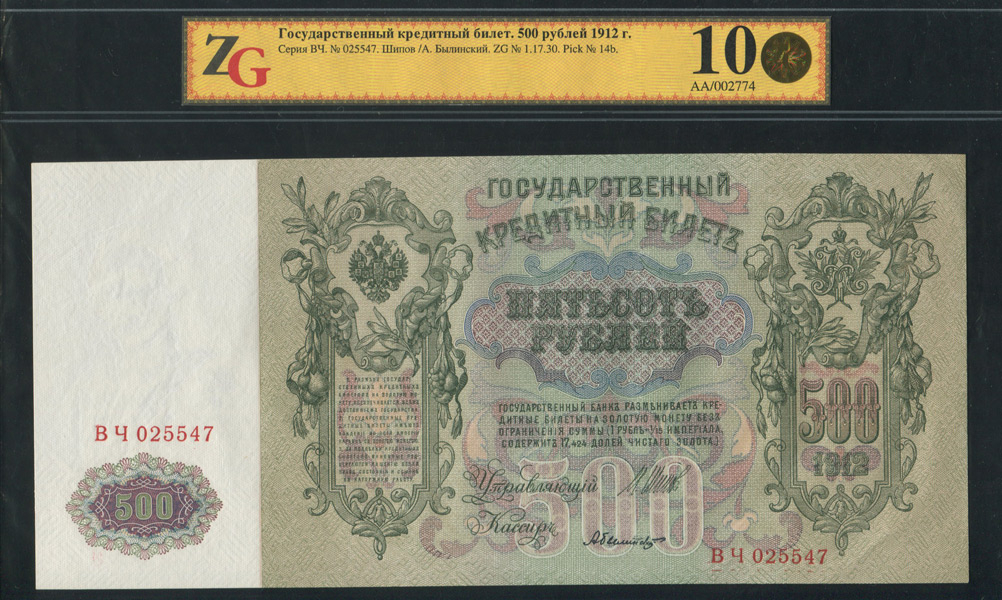 ZG
Государственный кредитный билет. 500 рублей 1912 г.
Серия ВЧ. № 025547. Шипов /А. Былинский. ZG № 1.17.30. Pick № 14b.
10
AA/002774
ГОСУДАРСТВЕННЫЙ
КРЕДИТНЫЙ БИЛЕТЪ
ПЯТЬСОТЪ
РУБЛЕЙ
ГОСУДАРСТВЕННЫЙ БАНКЪ РАЗМѢНИВАЕТЪ КРЕ-
ДИТНЫЕ БИЛЕТЫ НА ЗОЛОТУЮ МОНЕТУ БЕЗЪ
ОГРАНИЧЕНІЯ СУММЫ (1 РУБЛЬ=1/15 ИМПЕРІАЛА,
СОДЕРЖИТЪ 17,424 ДОЛЕЙ ЧИСТАГО ЗОЛОТА.)
500
1912
ВЧ 025547
500
Управляющій
Кассиръ
500
ВЧ 025547